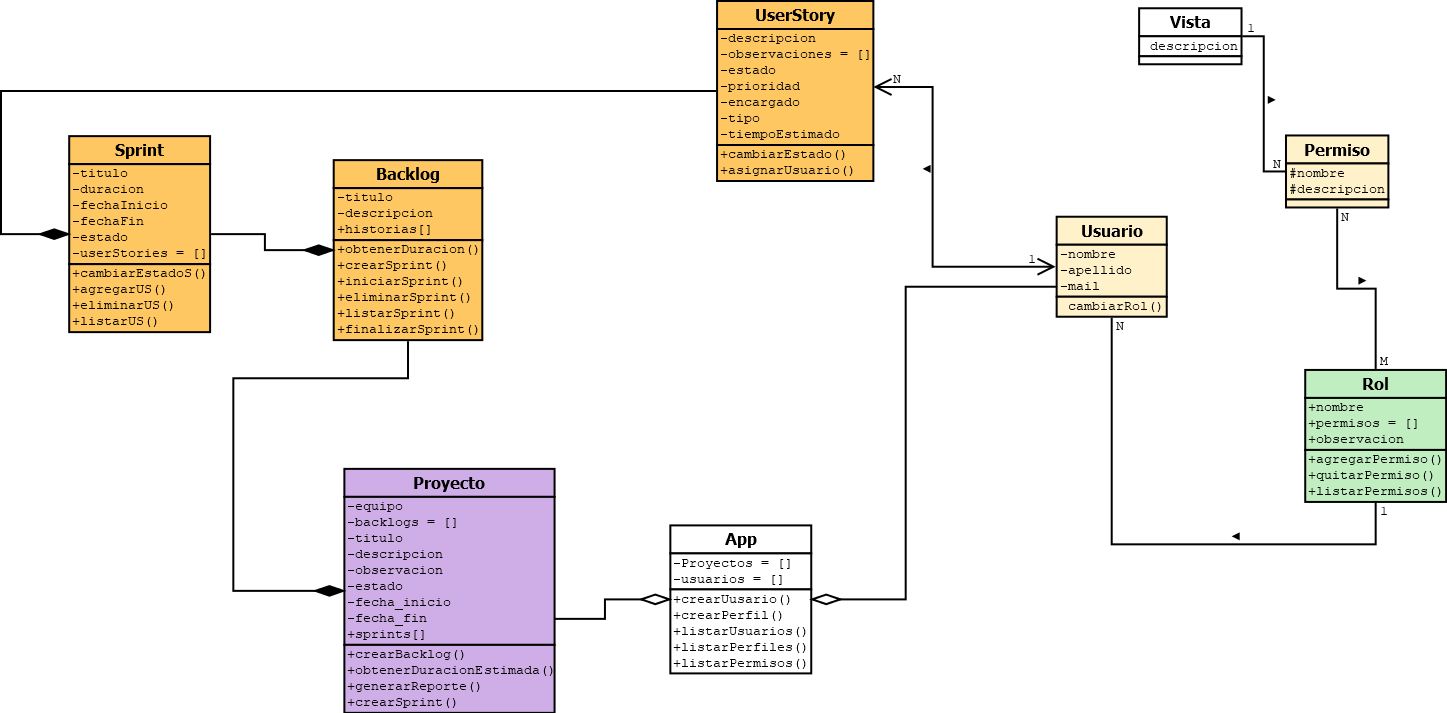 UserStory
-descripcion
-observaciones = []
-estado
-prioridad
-encargado
-tipo
-tiempoEstimado
+cambiarEstado()
+asignarUsuario()
N
Vista
descripcion
1
N
Permiso
#nombre
#descripcion
N
Sprint
-titulo
-duracion
-fechaInicio
-fechaFin
-estado
-userStories = []
+cambiarEstadoS()
+agregarUS()
+eliminarUS()
+listarUS()
Backlog
-titulo
-descripcion
+historias[]
+obtenerDuracion()
+crearSprint()
+iniciarSprint()
+eliminarSprint()
+listarSprint()
+finalizarSprint()
1
Usuario
-nombre
-apellido
-mail
cambiarRol()
N
M
Rol
+nombre
+permisos = []
+observacion
+agregarPermiso()
+quitarPermiso()
+listarPermisos()
1
Proyecto
-equipo
-backlogs = []
-titulo
-descripcion
-observacion
-estado
-fecha_inicio
-fecha_fin
+sprints[]
+crearBacklog()
+obtenerDuracionEstimada()
+generarReporte()
+crearSprint()
App
-Proyectos = []
-usuarios = []
+crearUusario()
+crearPerfil()
+listarUsuarios()
+listarPerfiles()
+listarPermisos()